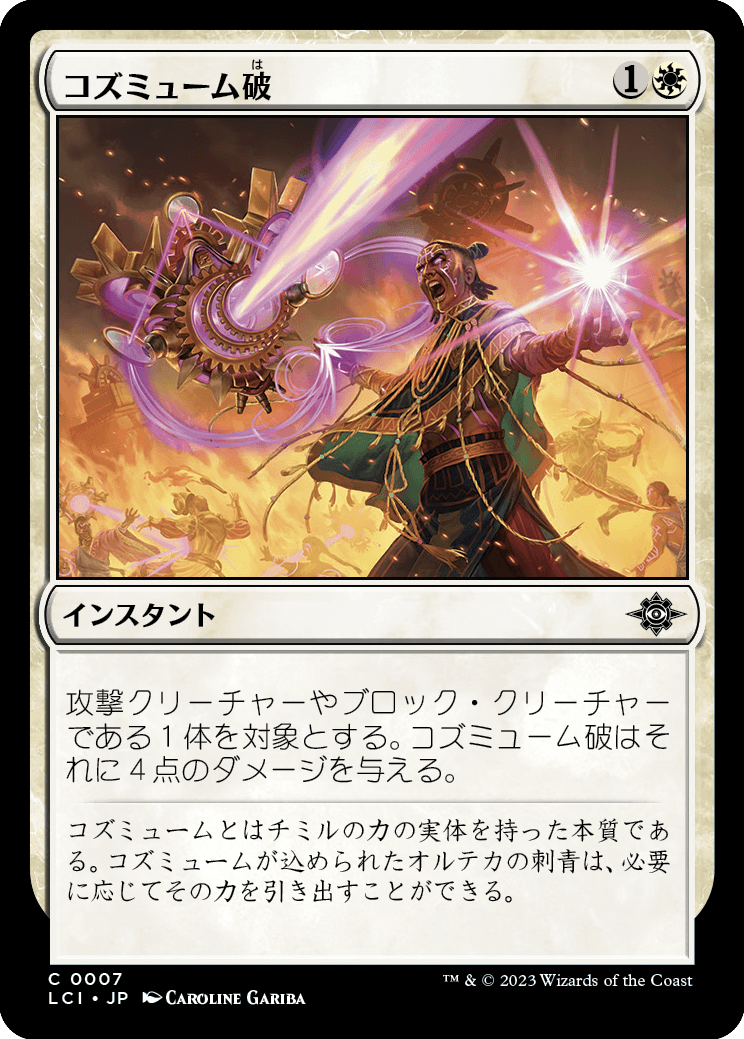 コズミューム破
は
1
インスタント
攻撃クリーチャーやブロック・クリーチャー
である1体を対象とする。コズミューム破はそ
れに4点のダメージを与える。
コズミュームとはチミルの力の実体を持った本質であ
る。コズミュームが込められたオルテカの刺青は、必要
に応じてその力を引き出すことができる。
C 0007
LCI • JP CAROLINE GARIBA
™ & © 2023 Wizards of the Coast